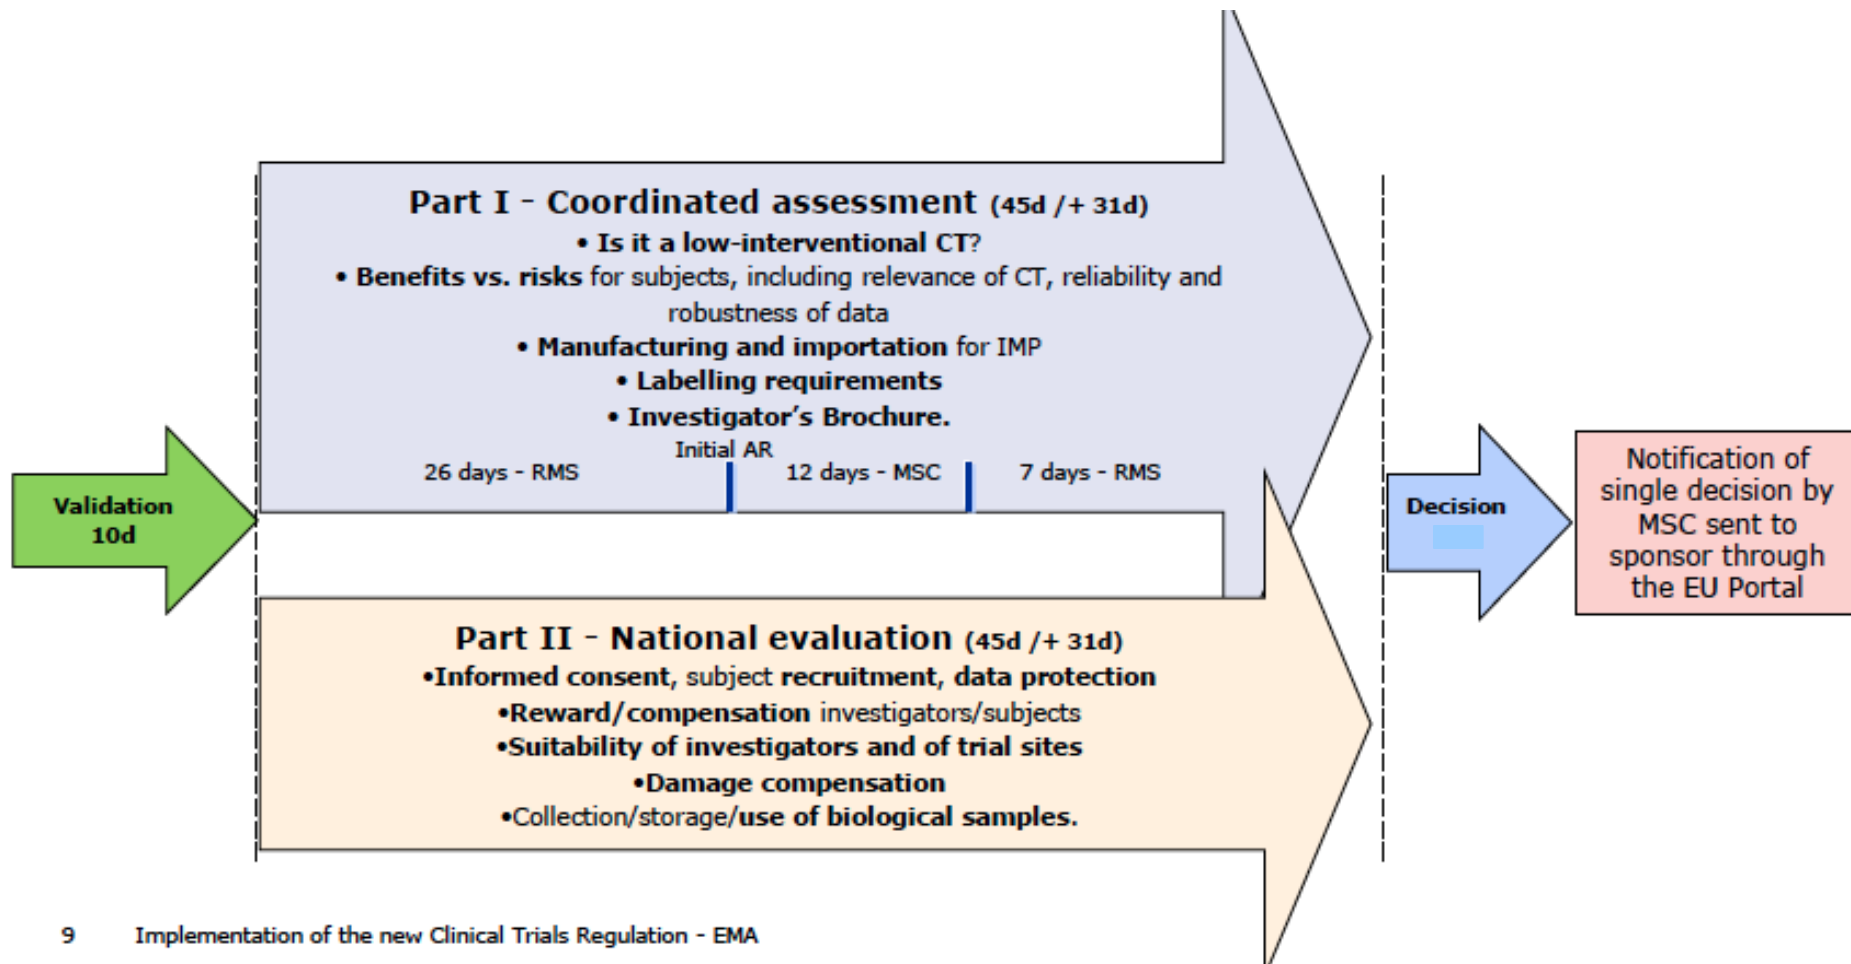 Part I - Coordinated assessment (45d /+ 31d)
• Is it a low-interventional CT?
• Benefits vs. risks for subjects, including relevance of CT, reliability and
robustness of data
• Manufacturing and importation for IMP
• Labelling requirements
• Investigator’s Brochure.
Initial AR
26 days - RMS
12 days - MSC
7 days - RMS
Validation
10d
Part II - National evaluation (45d /+ 31d)
•Informed consent, subject recruitment, data protection
•Reward/compensation investigators/subjects
•Suitability of investigators and of trial sites
•Damage compensation
•Collection/storage/use of biological samples.
Decision
Notification of
single decision by
MSC sent to
sponsor through
the EU Portal
9 Implementation of the new Clinical Trials Regulation - EMA